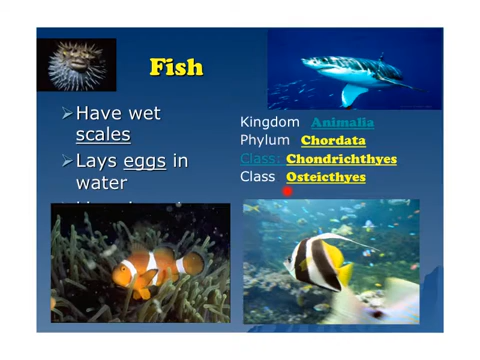 Fish
➢Have wet
scales
➢Lays eggs in
water
Kingdom Animalia
Phylum Chordata
Class: Chondrichthyes
Class Osteicthyes